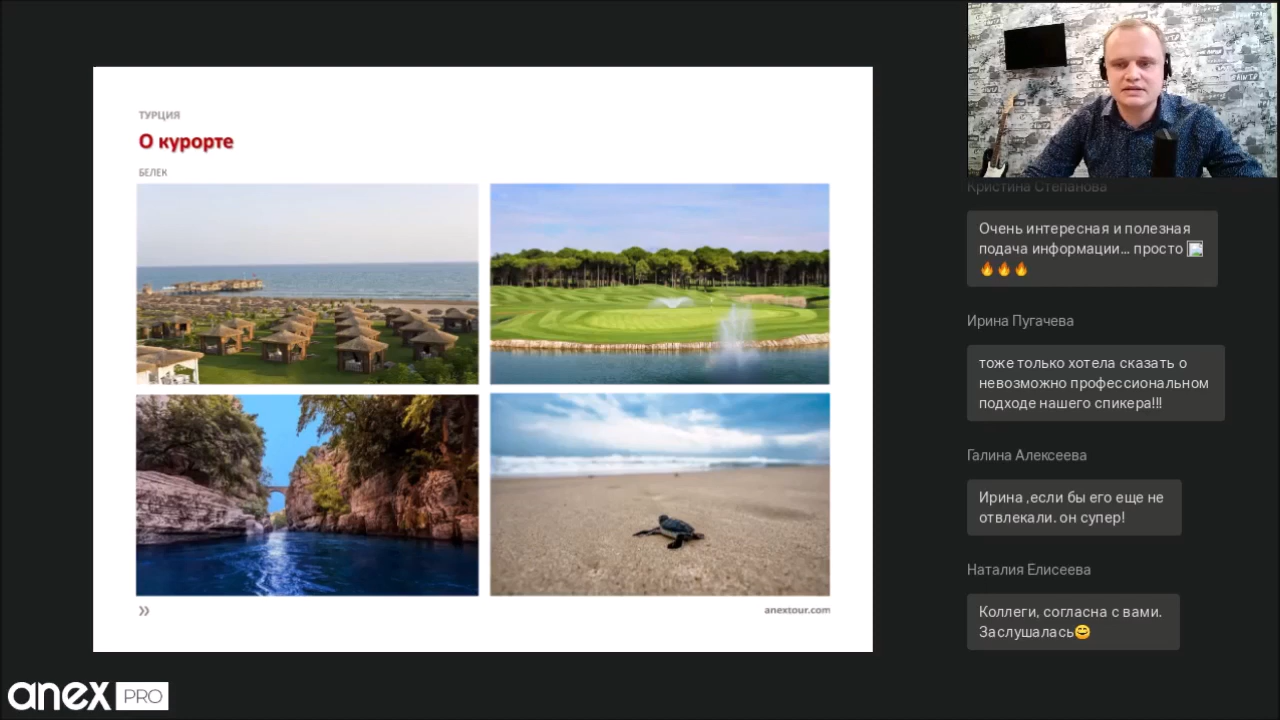 ТУРЦИЯ
О курорте
БЕЛЕК
anextour.com
anex PRO
Кристина Степанова
Очень интересная и полезная
подача информации... просто
Ирина Пугачева
тоже только хотела сказать о
невозможно профессиональном
подходе нашего спикера!!!
Галина Алексеева
Ирина ,если бы его еще не
отвлекали. он супер!
Наталия Елисеева
Коллеги, согласна с вами.
Заслушалась😊